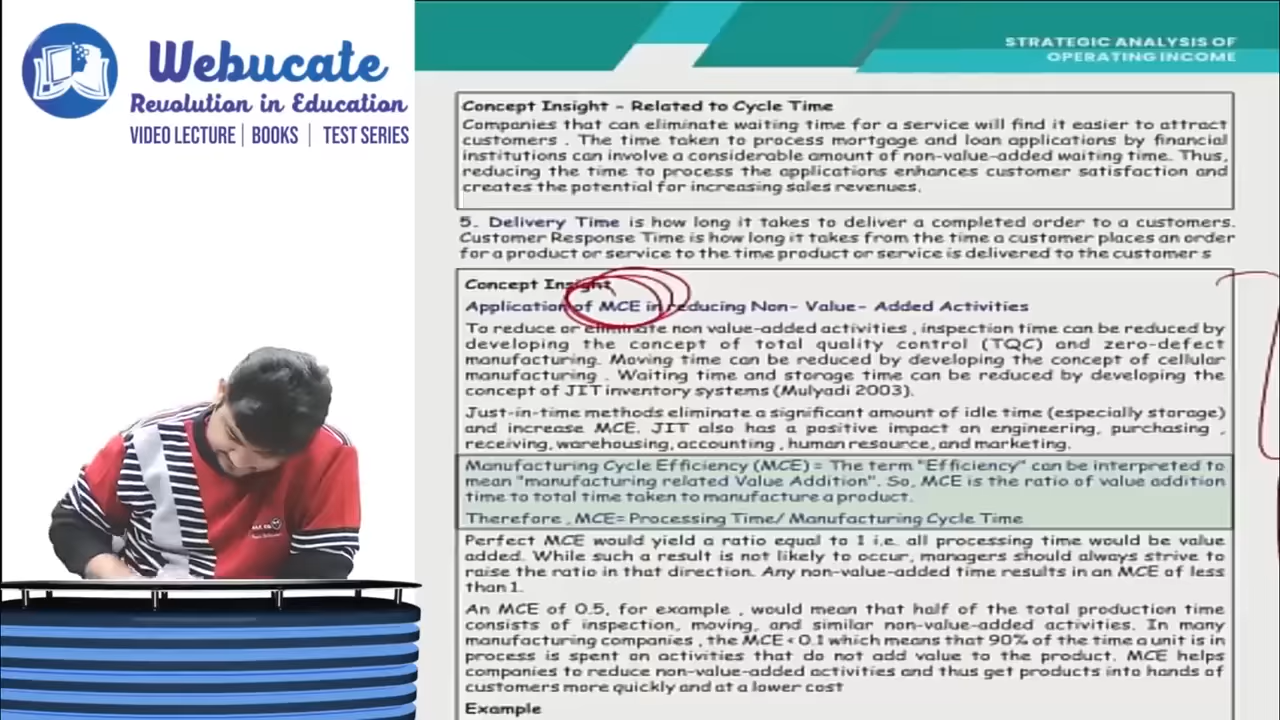 Webucate
Revolution in Education
VIDEO LECTURE | BOOKS | TEST SERIES
STRATEGIC ANALYSIS OF
OPERATING INCOME
Concept Insight - Related to Cycle Time
Companies that can eliminate waiting time for a service will find it easier to attract
customers . The time taken to process mortgage and loan applications by financial
institutions can involve a considerable amount of non-value-added waiting time. Thus,
reducing the time to process the applications enhances customer satisfaction and
creates the potential for increasing sales revenues.
5. Delivery Time is how long it takes to deliver a completed order to a customers.
Customer Response Time is how long it takes from the time a customer places an order
for a product or service to the time product or service is delivered to the customer s
Concept Insight
Application of MCE in reducing Non- Value- Added Activities
To reduce or eliminate non value-added activities , inspection time can be reduced by
developing the concept of total quality control (TQC) and zero-defect
manufacturing. Moving time can be reduced by developing the concept of cellular
manufacturing . Waiting time and storage time can be reduced by developing the
concept of JIT inventory systems (Mulyadi 2003).
Just-in-time methods eliminate a significant amount of idle time (especially storage)
and increase MCE. JIT also has a positive impact on engineering, purchasing ,
receiving, warehousing, accounting , human resource, and marketing.
Manufacturing Cycle Efficiency (MCE) = The term "Efficiency" can be interpreted to
mean "manufacturing related Value Addition". So, MCE is the ratio of value addition
time to total time taken to manufacture a product.
Therefore , MCE= Processing Time/ Manufacturing Cycle Time
Perfect MCE would yield a ratio equal to 1 i.e. all processing time would be value
added. While such a result is not likely to occur, managers should always strive to
raise the ratio in that direction. Any non-value-added time results in an MCE of less
than 1.
An MCE of 0.5, for example , would mean that half of the total production time
consists of inspection, moving, and similar non-value-added activities. In many
manufacturing companies , the MCE < 0.1 which means that 90% of the time a unit is in
process is spent on activities that do not add value to the product. MCE helps
companies to reduce non-value-added activities and thus get products into hands of
customers more quickly and at a lower cost
Example